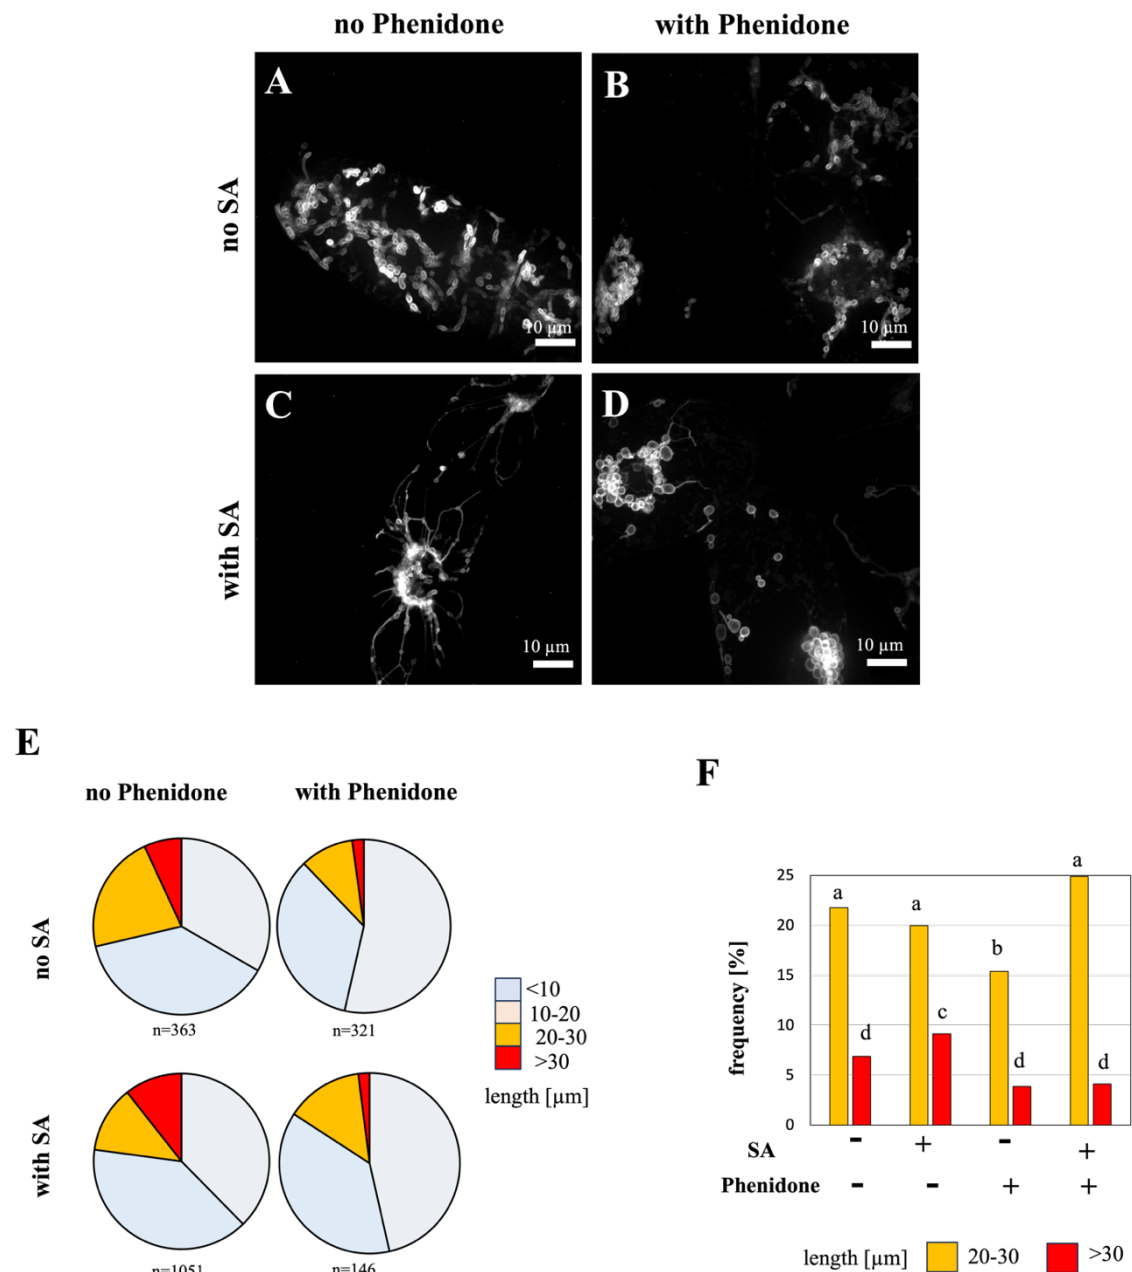 no Phenidone with Phenidone
A B
no SA
10 µm 10 µm
C D
with SA
10 µm 10 µm
E
F
no Phenidone with Phenidone
no SA
n=363 n=321
<10
10-20
20-30
>30
length [µm]
with SA
n=1051 n=146
frequency [%]
25
20
15
10
5
0
a d a c b d a d
SA - + - +
Phenidone - - + +
length [µm] 20-30 >30